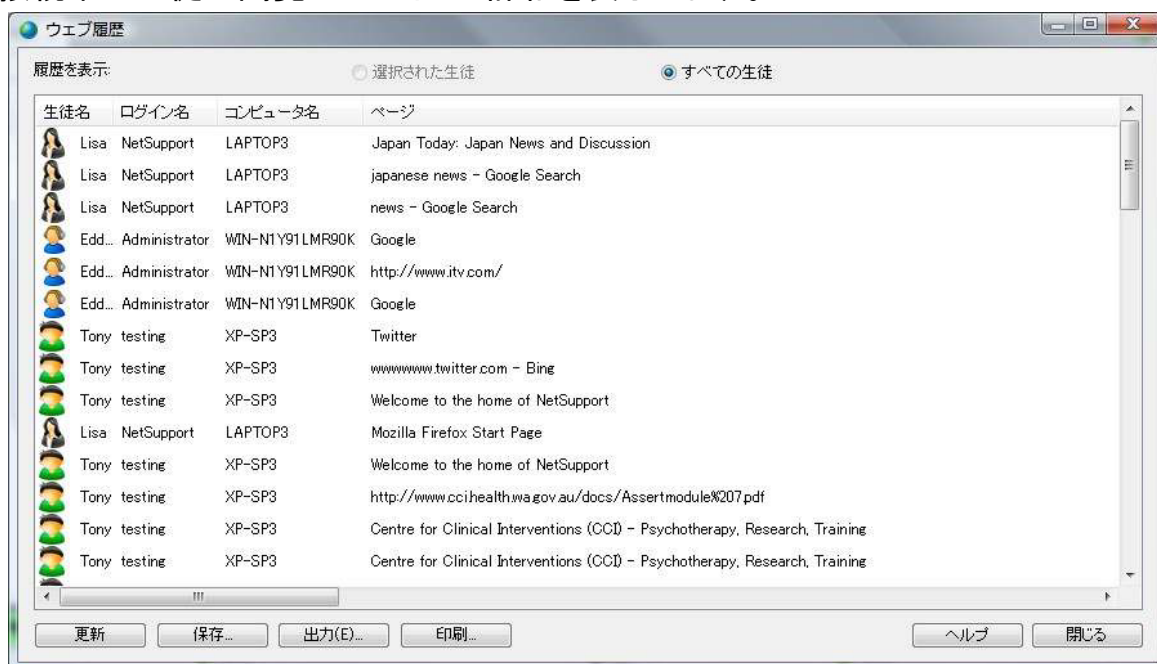 ウェブ履歴
履歴を表示: 選択された生徒 すべての生徒
生徒名 ログイン名 コンピュータ名 ページ
Lisa NetSupport LAPTOP3 Japan Today: Japan News and Discussion
Lisa NetSupport LAPTOP3 japanese news - Google Search
Lisa NetSupport LAPTOP3 news - Google Search
Edd... Administrator WIN-N1Y91LMR90K Google
Edd... Administrator WIN-N1Y91LMR90K http://www.itv.com/
Edd... Administrator WIN-N1Y91LMR90K Google
Tony testing XP-SP3 Twitter
Tony testing XP-SP3 wwwwwww.twitter.com - Bing
Tony testing XP-SP3 Welcome to the home of NetSupport
Lisa NetSupport LAPTOP3 Mozilla Firefox Start Page
Tony testing XP-SP3 Welcome to the home of NetSupport
Tony testing XP-SP3 http://www.cci.health.wa.gov.au/docs/Assertmodule%207.pdf
Tony testing XP-SP3 Centre for Clinical Interventions (CCI) - Psychotherapy, Research, Training
Tony testing XP-SP3 Centre for Clinical Interventions (CCI) - Psychotherapy, Research, Training
更新 保存... 出力(E)... 印刷... ヘルプ 閉じる